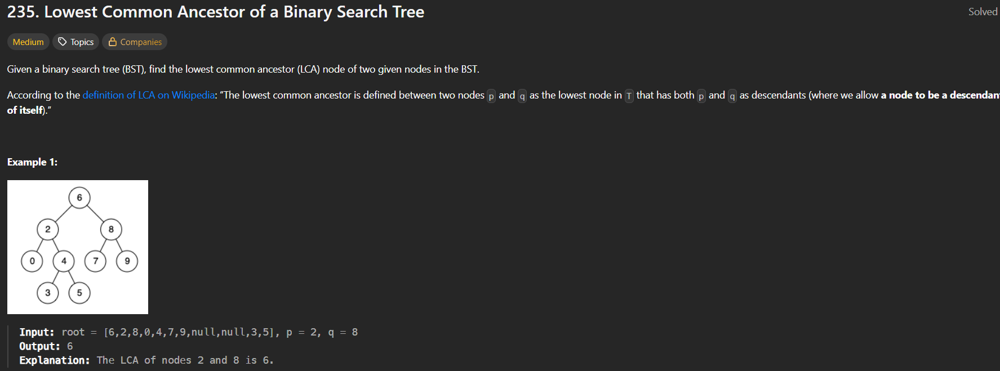 235. Lowest Common Ancestor of a Binary Search Tree
Solved
Medium Topics Companies
Given a binary search tree (BST), find the lowest common ancestor (LCA) node of two given nodes in the BST.
According to the definition of LCA on Wikipedia: “The lowest common ancestor is defined between two nodes p and q as the lowest node in T that has both p and q as descendants (where we allow a node to be a descendant
of itself).”
Example 1:
6
2 8
0 4 7 9
3 5
Input: root = [6,2,8,0,4,7,9,null,null,3,5], p = 2, q = 8
Output: 6
Explanation: The LCA of nodes 2 and 8 is 6.